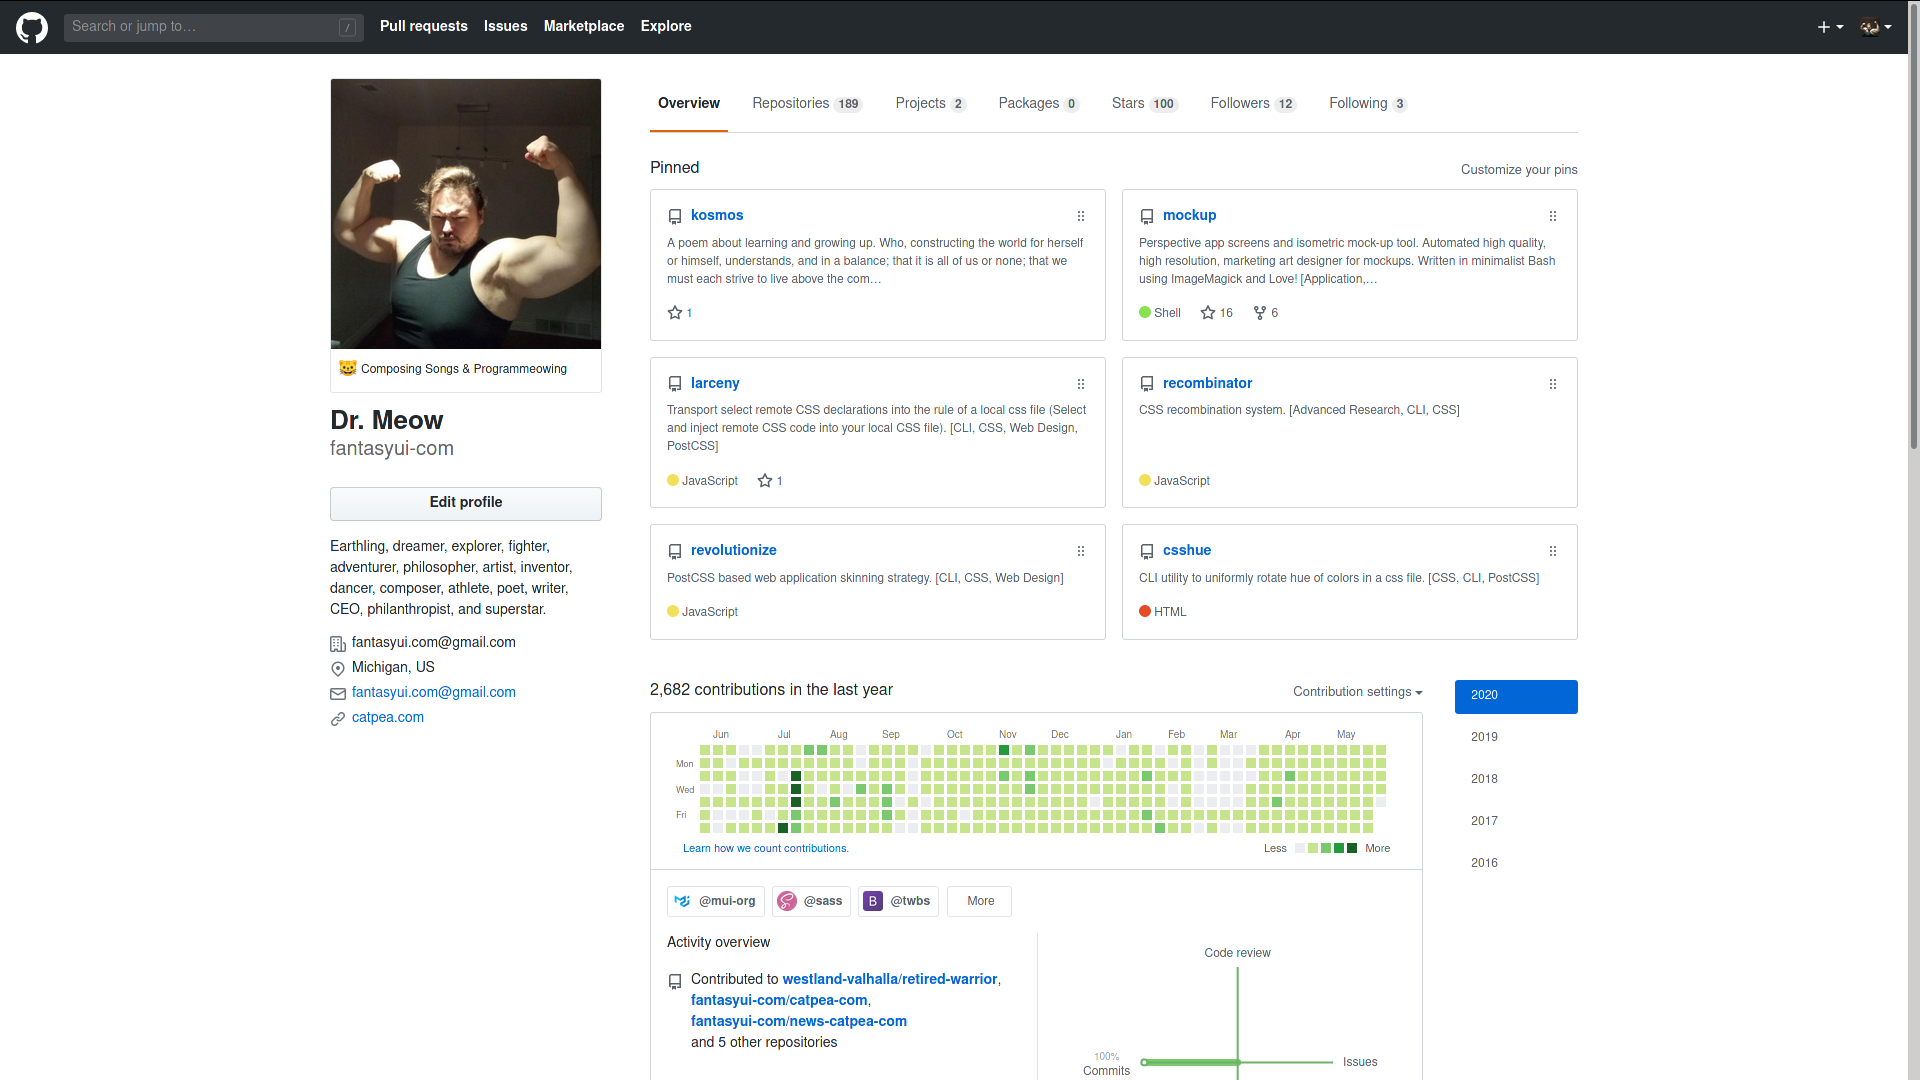 Search or jump to…
/
Pull requests
Issues
Marketplace
Explore
Overview
Repositories 189
Projects 2
Packages 0
Stars 100
Followers 12
Following 3
Composing Songs & Programmeowing
Dr. Meow
fantasyui-com
Edit profile
Earthling, dreamer, explorer, fighter,
adventurer, philosopher, artist, inventor,
dancer, composer, athlete, poet, writer,
CEO, philanthropist, and superstar.
fantasyui.com@gmail.com
Michigan, US
fantasyui.com@gmail.com
catpea.com
Pinned
Customize your pins
kosmos
A poem about learning and growing up. Who, constructing the world for herself
or himself, understands, and in a balance; that it is all of us or none; that we
must each strive to live above the com…
1
mockup
Perspective app screens and isometric mock-up tool. Automated high quality,
high resolution, marketing art designer for mockups. Written in minimalist Bash
using ImageMagick and Love! [Application,…
Shell 16 6
larceny
Transport select remote CSS declarations into the rule of a local css file (Select
and inject remote CSS code into your local CSS file). [CLI, CSS, Web Design,
PostCSS]
JavaScript 1
recombinator
CSS recombination system. [Advanced Research, CLI, CSS]
JavaScript
revolutionize
PostCSS based web application skinning strategy. [CLI, CSS, Web Design]
JavaScript
csshue
CLI utility to uniformly rotate hue of colors in a css file. [CSS, CLI, PostCSS]
HTML
2,682 contributions in the last year
Contribution settings
Jun Jul Aug Sep Oct Nov Dec Jan Feb Mar Apr May
Mon
Wed
Fri
Learn how we count contributions.
Less More
2020
2019
2018
2017
2016
@mui-org
@sass
B @twbs
More
Activity overview
Contributed to westland-valhalla/retired-warrior,
fantasyui-com/catpea-com,
fantasyui-com/news-catpea-com
and 5 other repositories
Code review
100%
Commits
Issues